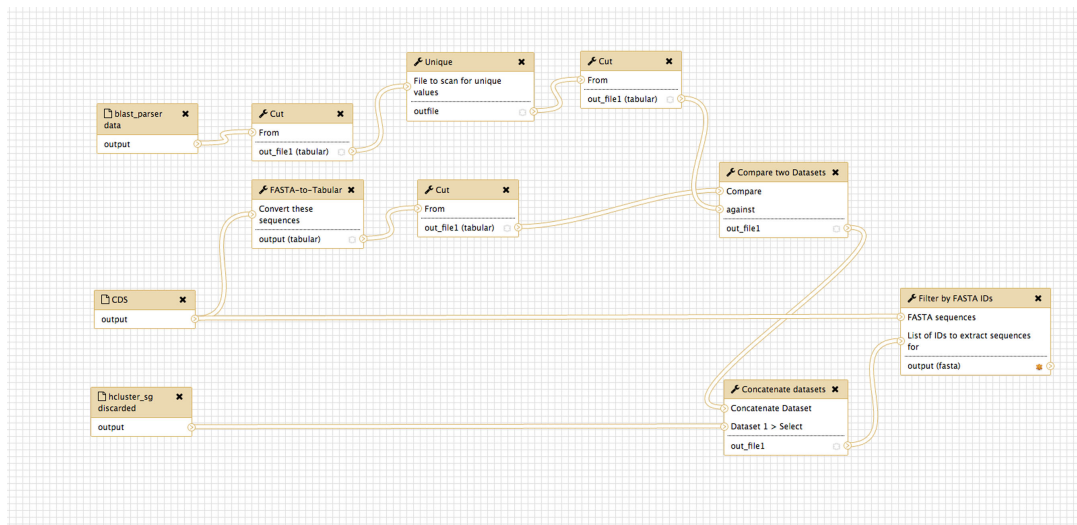 Unique
File to scan for unique
values
outfile
Cut
From
out_file1 (tabular)
blast_parser
data
output
Cut
From
out_file1 (tabular)
FASTA-to-Tabular
Convert these
sequences
output (tabular)
Cut
From
out_file1 (tabular)
Compare two Datasets
Compare
against
out_file1
CDS
output
Filter by FASTA IDs
FASTA sequences
List of IDs to extract sequences
for
output (fasta)
hcluster_sg
discarded
output
Concatenate datasets
Concatenate Dataset
Dataset 1 > Select
out_file1